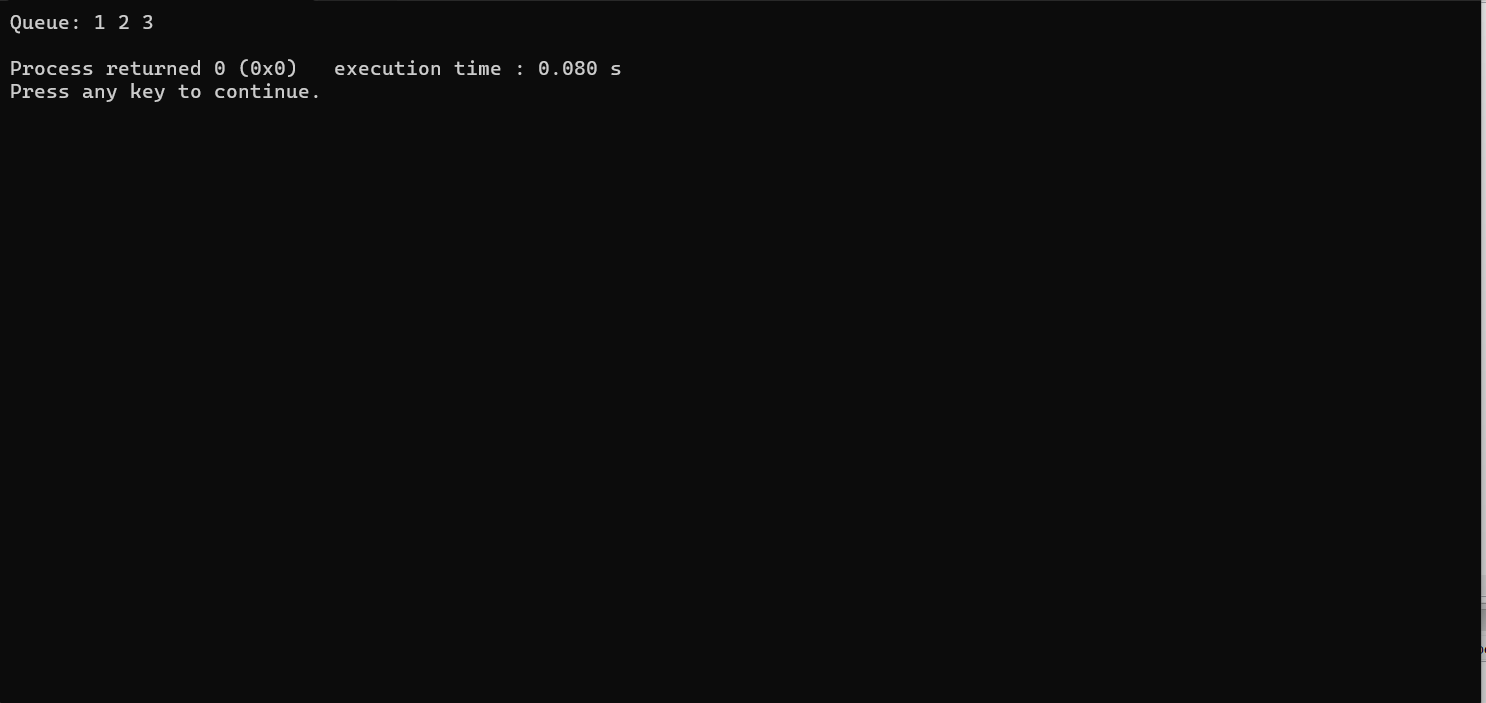 Queue: 1 2 3
Process returned 0 (0x0)   execution time : 0.080 s
Press any key to continue.